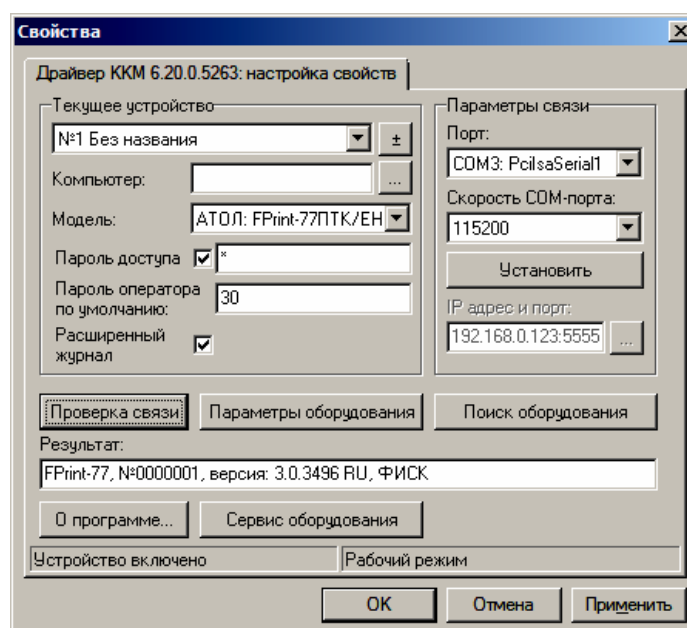 Свойства
Драйвер ККМ 6.20.0.5263: настройка свойств
Текущее устройство
№1 Без названия
±
Компьютер:
...
Модель:
АТОЛ: FPrint-77ПТК/ЕН
Пароль доступа
*
Пароль оператора
по умолчанию:
30
Расширенный
журнал
Параметры связи
Порт:
COM3: PciIsaSerial1
Скорость COM-порта:
115200
Установить
IP адрес и порт:
192.168.0.123:5555
...
Проверка связи
Параметры оборудования
Поиск оборудования
Результат:
FPrint-77, №0000001, версия: 3.0.3496 RU, ФИСК
О программе...
Сервис оборудования
Устройство включено
Рабочий режим
OK
Отмена
Применить